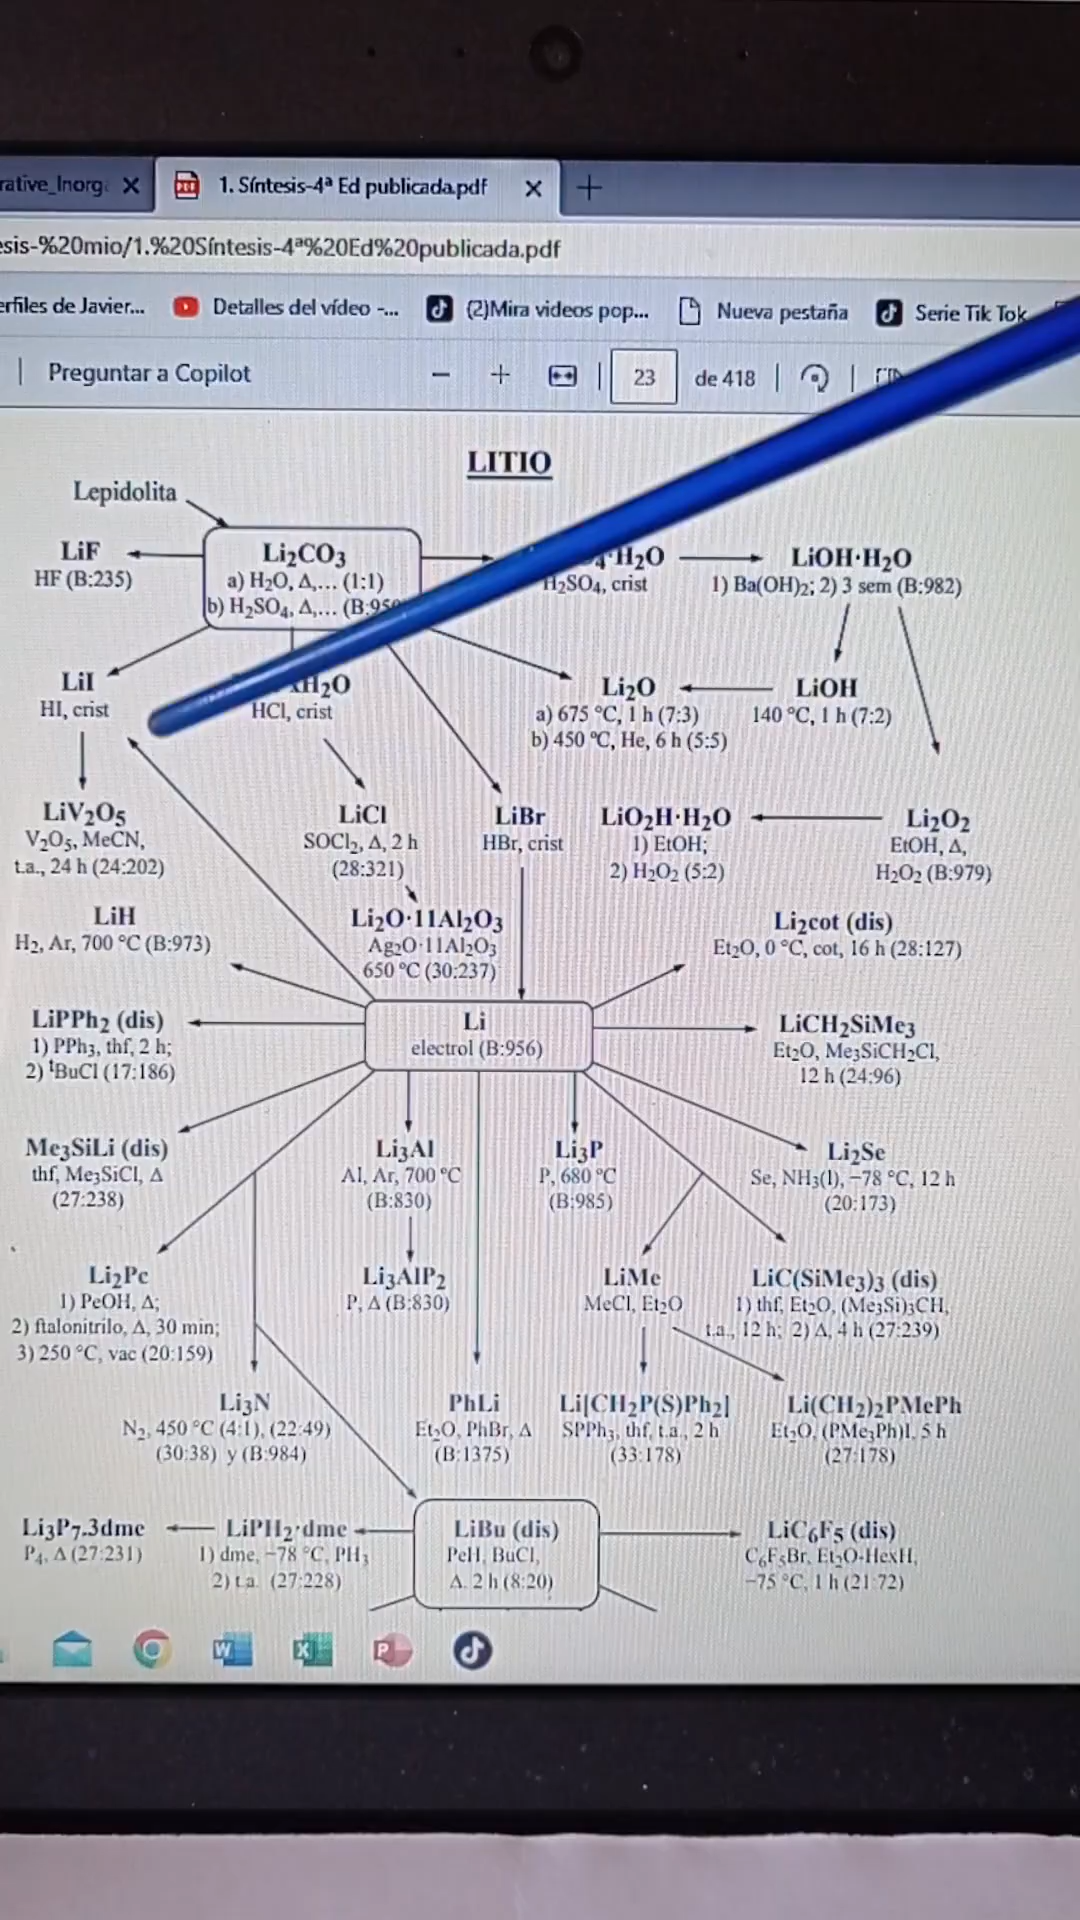 rative_Inorg
1. Síntesis-4ª Ed publicada.pdf
esis-%20mio/1.%20Síntesis-4ª%20Ed%20publicada.pdf
erfiles de Javier...
Detalles del vídeo -...
(2)Mira videos pop...
Nueva pestaña
Serie Tik Tok
Preguntar a Copilot
23
de 418
LITIO
Lepidolita
LiF
HF (B:235)
Li₂CO₃
a) H₂O, Δ,... (1:1)
b) H₂SO₄, Δ,... (B:950
₄·H₂O
H₂SO₄, crist
LiOH·H₂O
1) Ba(OH)₂; 2) 3 sem (B:982)
LiI
HI, crist
H₂O
HCl, crist
Li₂O
a) 675 °C, 1 h (7:3)
b) 450 °C, He, 6 h (5:5)
LiOH
140 °C, 1 h (7:2)
LiV₂O₅
V₂O₅, MeCN,
t.a., 24 h (24:202)
LiCl
SOCl₂, Δ, 2 h
(28:321)
LiBr
HBr, crist
LiO₂H·H₂O
1) EtOH;
2) H₂O₂ (5:2)
Li₂O₂
EtOH, Δ,
H₂O₂ (B:979)
LiH
H₂, Ar, 700 °C (B:973)
Li₂O·11Al₂O₃
Ag₂O·11Al₂O₃
650 °C (30:237)
Li₂cot (dis)
Et₂O, 0 °C, cot, 16 h (28:127)
LiPPh₂ (dis)
1) PPh₃, thf, 2 h;
2) ᵗBuCl (17:186)
Li
electrol (B:956)
LiCH₂SiMe₃
Et₂O, Me₃SiCH₂Cl,
12 h (24:96)
Me₃SiLi (dis)
thf, Me₃SiCl, Δ
(27:238)
Li₃Al
Al, Ar, 700 °C
(B:830)
Li₃P
P, 680 °C
(B:985)
Li₂Se
Se, NH₃(l), −78 °C, 12 h
(20:173)
Li₂Pc
1) PeOH, Δ;
2) ftalonitrilo, Δ, 30 min;
3) 250 °C, vac (20:159)
Li₃AlP₂
P, Δ (B:830)
LiMe
MeCl, Et₂O
LiC(SiMe₃)₃ (dis)
1) thf, Et₂O, (Me₃Si)₃CH,
t.a., 12 h; 2) Δ, 4 h (27:239)
Li₃N
N₂, 450 °C (4:1), (22:49)
(30:38) y (B:984)
PhLi
Et₂O, PhBr, Δ
(B:1375)
Li[CH₂P(S)Ph₂]
SPPh₃, thf, t.a., 2 h
(33:178)
Li(CH₂)₂PMePh
Et₂O, (PMe₃Ph)I, 5 h
(27:178)
Li₃P₇.3dme
P₄, Δ (27:231)
LiPH₂·dme
1) dme, −78 °C, PH₃
2) t.a. (27:228)
LiBu (dis)
PeH, BuCl,
Δ. 2 h (8:20)
LiC₆F₅ (dis)
C₆F₅Br, Et₂O-HexH,
−75 °C, 1 h (21:72)